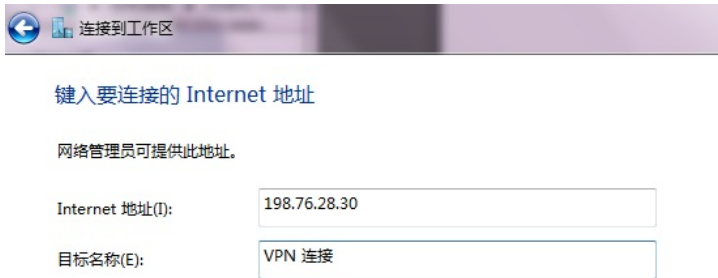 连接到工作区
键入要连接的 Internet 地址
网络管理员可提供此地址。
Internet 地址(I): 198.76.28.30
目标名称(E): VPN 连接